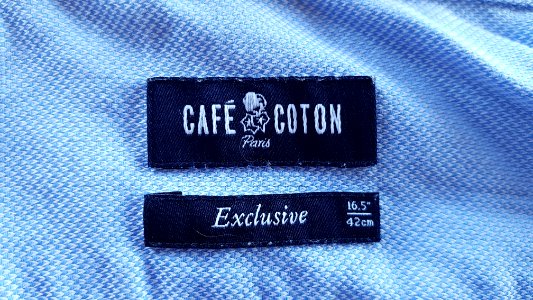 CAFÉ COTON
Paris
Exclusive
16.5"
42cm